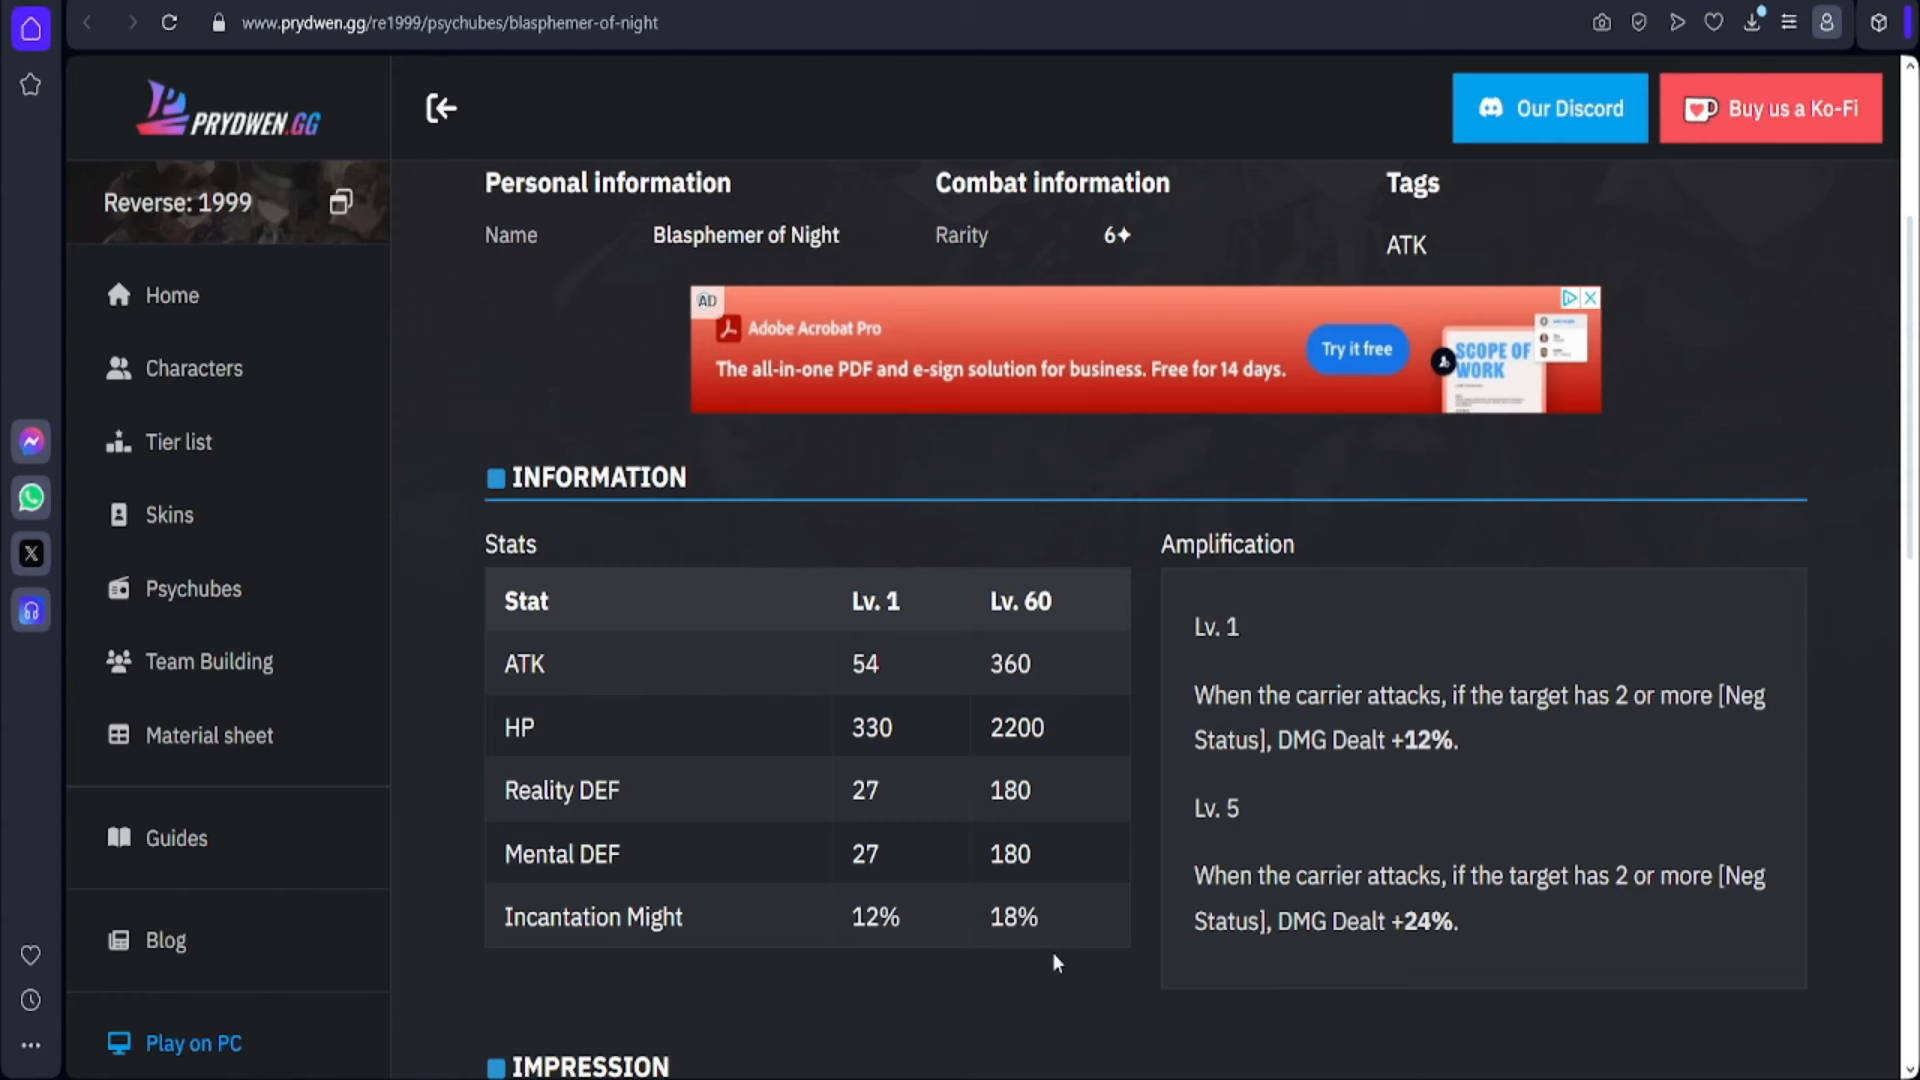 www.prydwen.gg/re1999/psychubes/blasphemer-of-night
PRYDWEN.GG
Our Discord
Buy us a Ko-Fi
Reverse: 1999
Home
Characters
Tier list
Skins
Psychubes
Team Building
Material sheet
Guides
Blog
Play on PC
Personal information
Combat information
Tags
Name
Blasphemer of Night
Rarity
6✦
ATK
AD
Adobe Acrobat Pro
The all-in-one PDF and e-sign solution for business. Free for 14 days.
Try it free
SCOPE OF
WORK
INFORMATION
Stats
Stat Lv. 1 Lv. 60
ATK 54 360
HP 330 2200
Reality DEF 27 180
Mental DEF 27 180
Incantation Might 12% 18%
Amplification
Lv. 1
When the carrier attacks, if the target has 2 or more [Neg
Status], DMG Dealt +12%.
Lv. 5
When the carrier attacks, if the target has 2 or more [Neg
Status], DMG Dealt +24%.
IMPRESSION